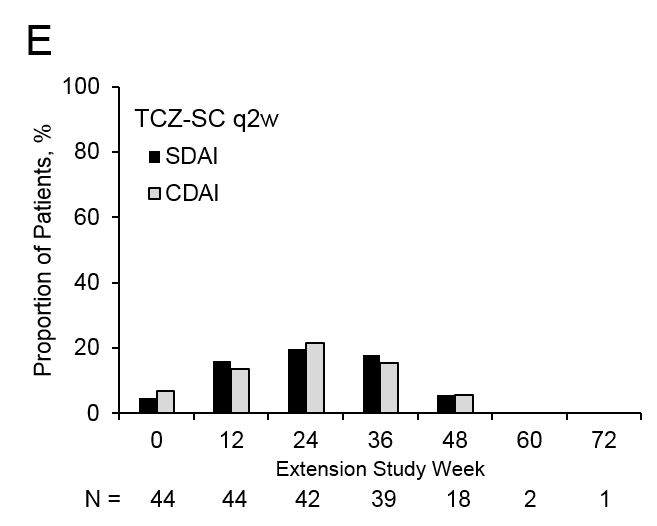 E
Proportion of Patients, %
100
80
60
40
20
0
TCZ-SC q2w
SDAI
CDAI
0 12 24 36 48 60 72
Extension Study Week
N = 44 44 42 39 18 2 1